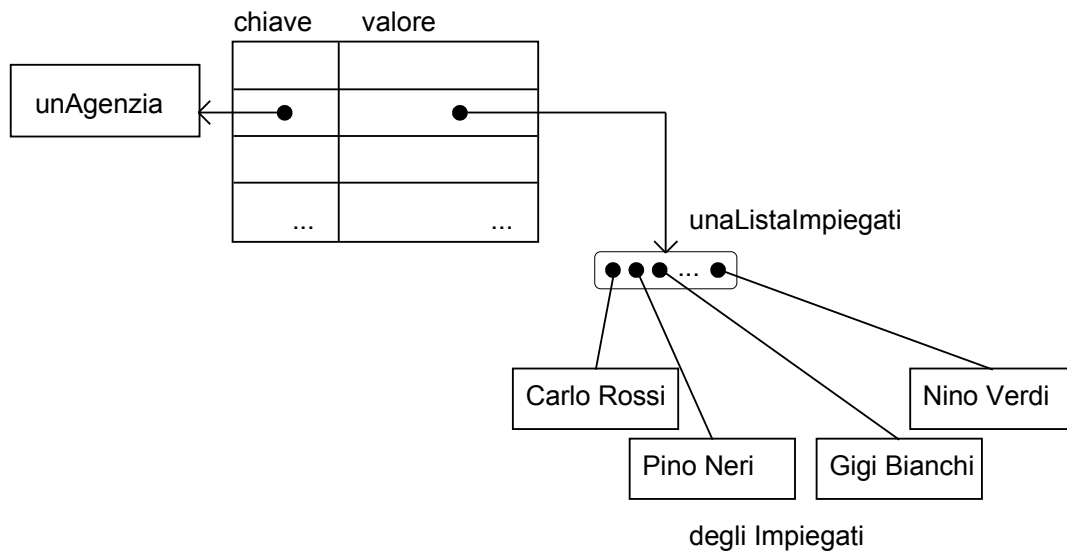 chiave valore
unAgenzia
... ...
unaListaImpiegati
...
Carlo Rossi
Nino Verdi
Pino Neri
Gigi Bianchi
degli Impiegati